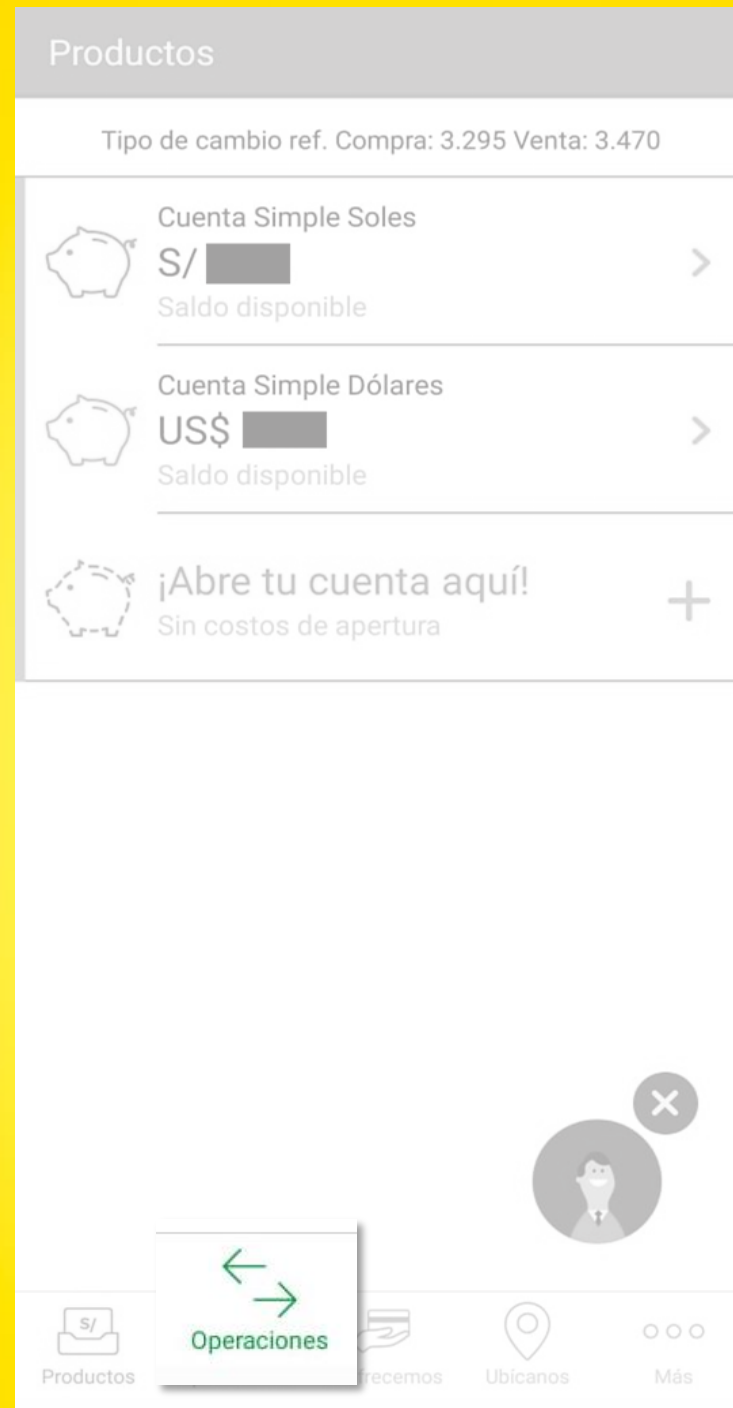 Productos
Tipo de cambio ref. Compra: 3.295 Venta: 3.470
Cuenta Simple Soles
S/
Saldo disponible
Cuenta Simple Dólares
US$
Saldo disponible
¡Abre tu cuenta aquí!
Sin costos de apertura
S/
Productos
Operaciones
frecemos
Ubícanos
Más